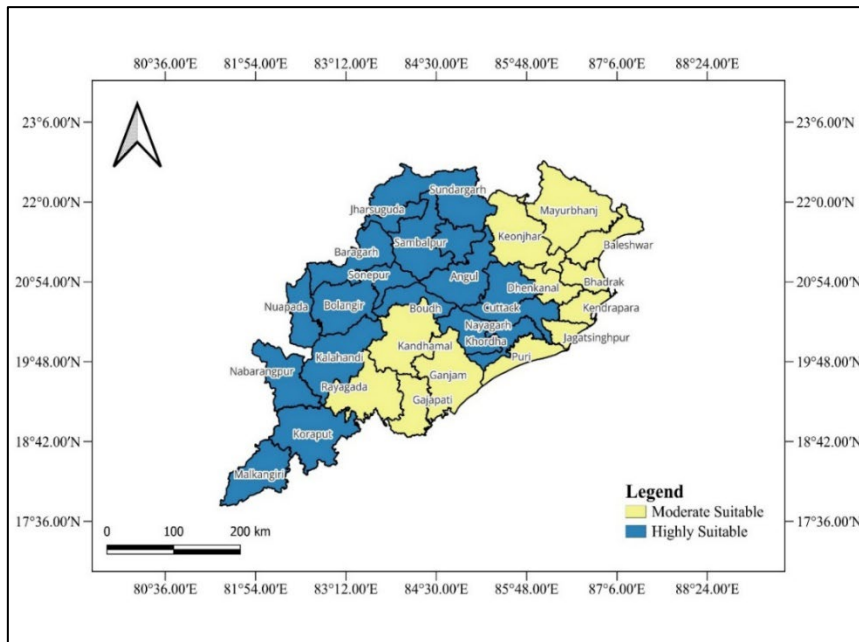 80°36.00'E 81°54.00'E 83°12.00'E 84°30.00'E 85°48.00'E 87°6.00'E 88°24.00'E
23°6.00'N 23°6.00'N
Sundargarh
22°0.00'N 22°0.00'N
Jharsuguda Mayurbhanj
Keonjhar
Sambalpur Baleshwar
Baragarh
Sonepur Angul
20°54.00'N 20°54.00'N
Bhadrak
Dhenkanal
Nuapada Bolangir Boudh Cuttack Kendrapara
Nayagarh
Khordha Jagatsinghpur
Kandhamal
19°48.00'N Kalahandi Puri 19°48.00'N
Nabarangpur Ganjam
Rayagada
Gajapati
18°42.00'N 18°42.00'N
Koraput
Malkangiri
Legend
Moderate Suitable
17°36.00'N 17°36.00'N
Highly Suitable
0 100 200 km
80°36.00'E 81°54.00'E 83°12.00'E 84°30.00'E 85°48.00'E 87°6.00'E 88°24.00'E